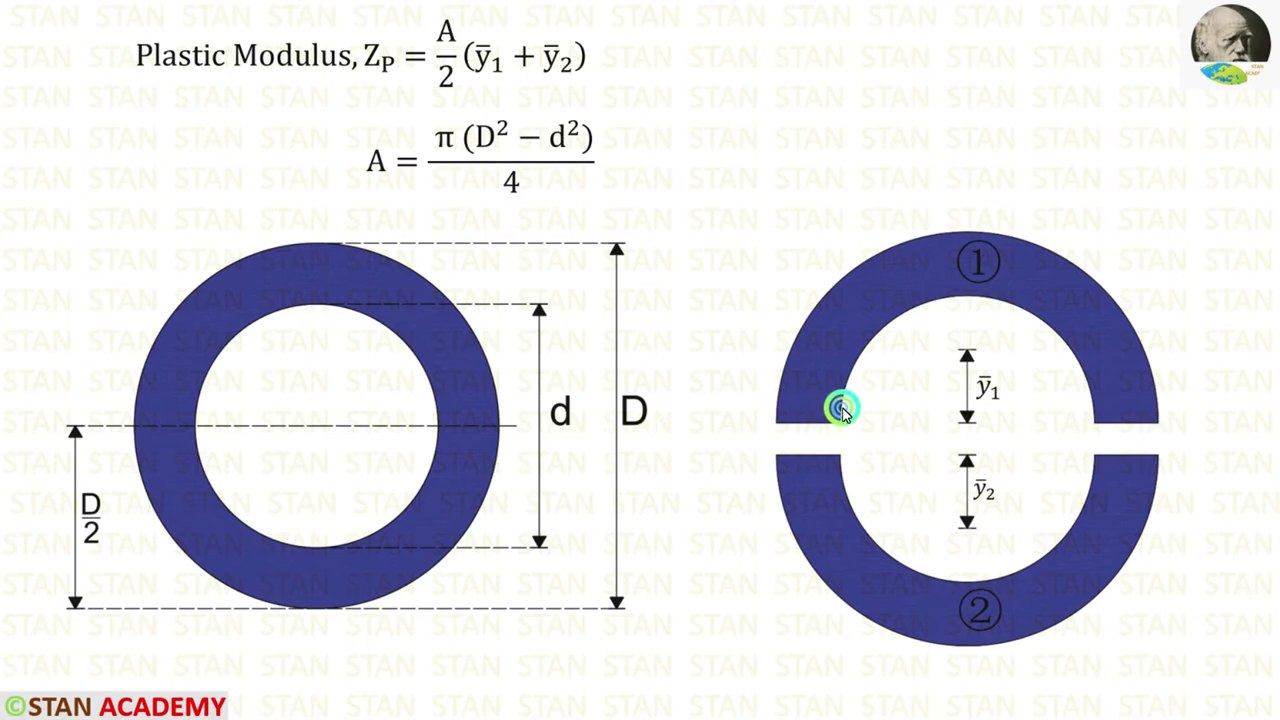 Plastic Modulus, Z_P = A/2 (ȳ₁ + ȳ₂)
A = π (D² − d²)/4
①
d
D
ȳ₁
ȳ₂
D/2
②
©STAN ACADEMY